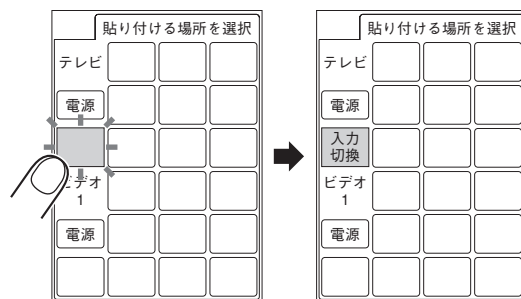 貼り付ける場所を選択
テレビ
電源
ビデオ
1
電源
貼り付ける場所を選択
テレビ
電源
入力
切換
ビデオ
1
電源